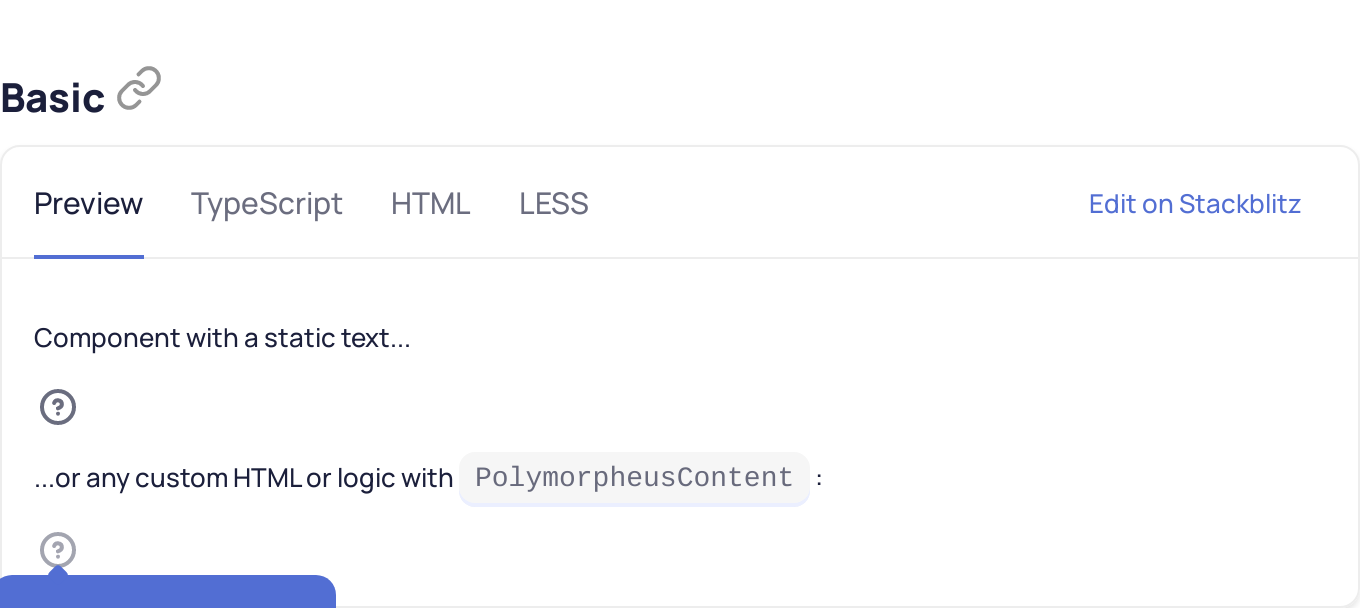 Basic
Preview TypeScript HTML LESS Edit on Stackblitz
Component with a static text...
...or any custom HTML or logic with PolymorpheusContent :